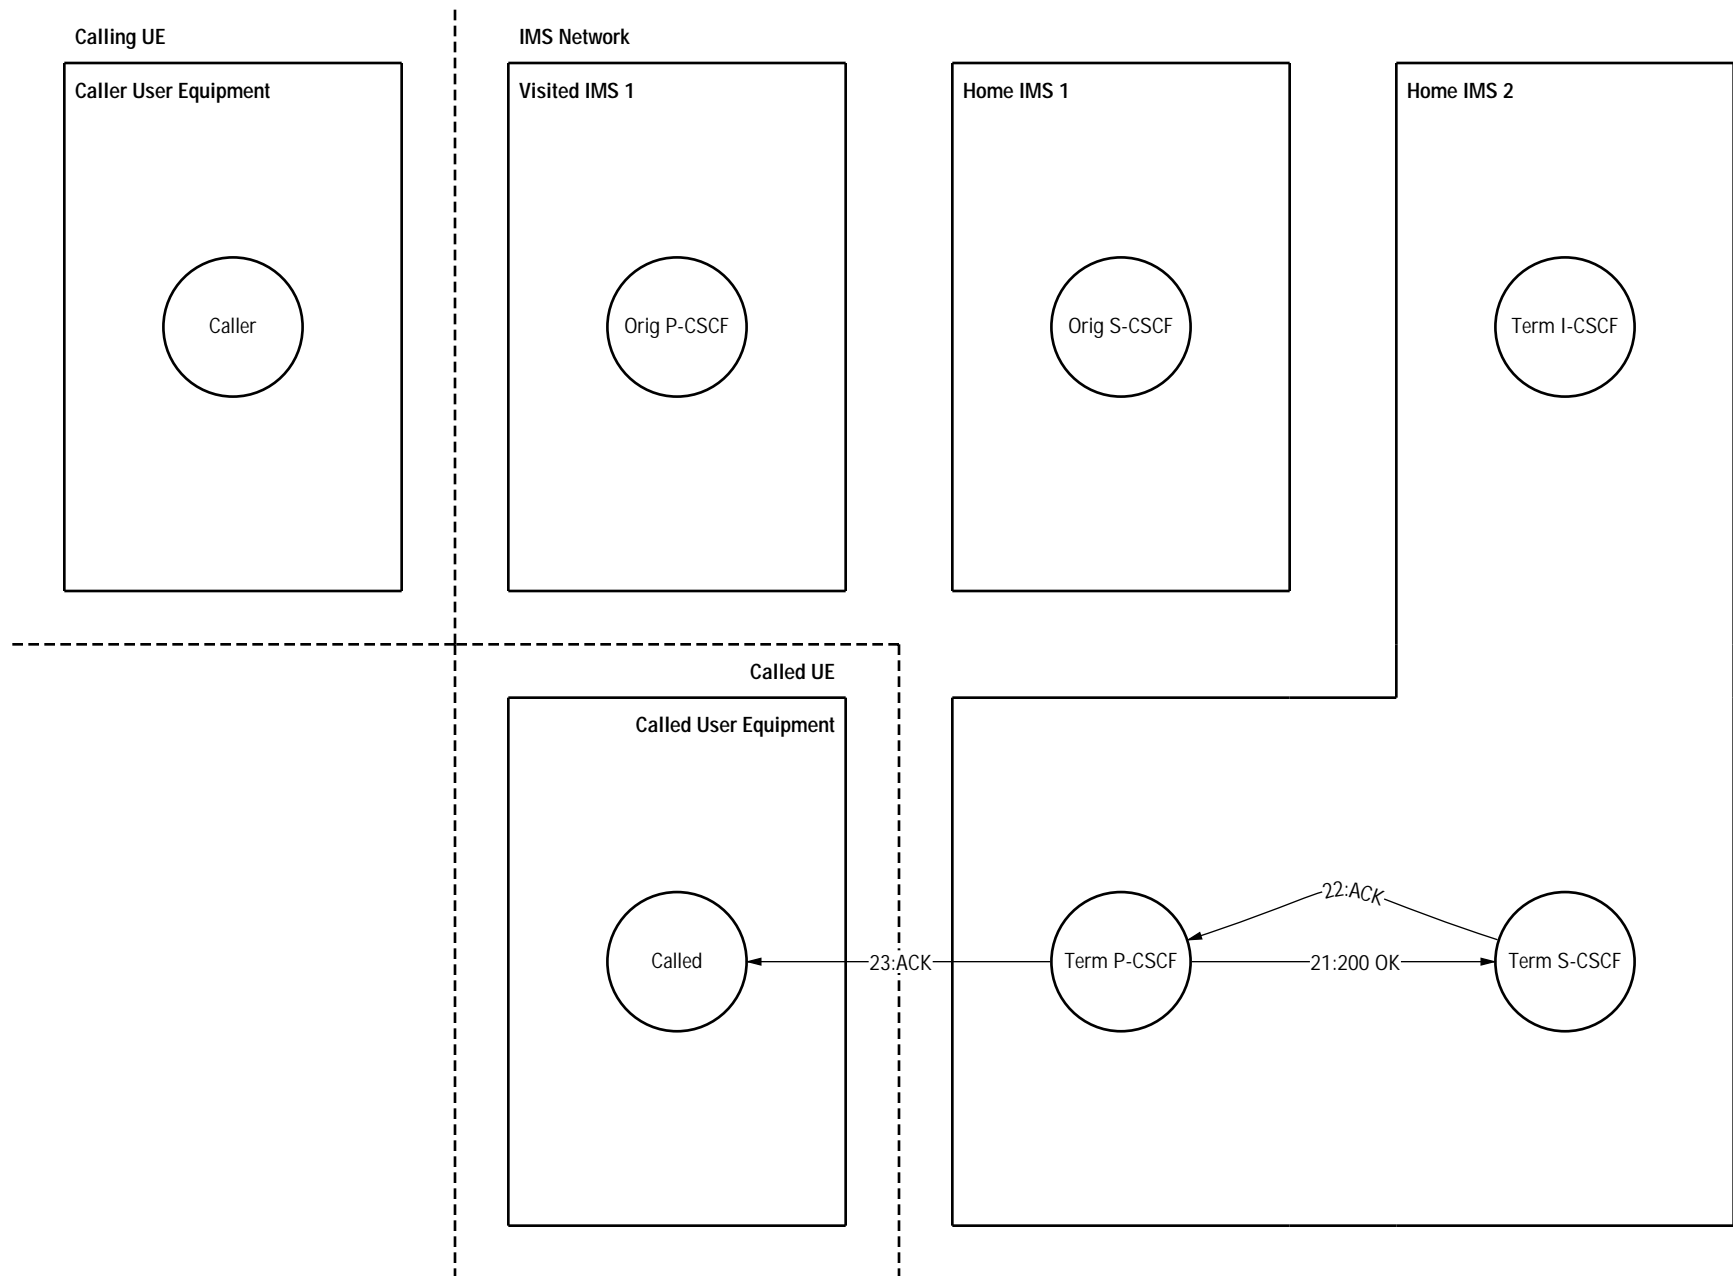 Calling UE
IMS Network
Caller User Equipment
Visited IMS 1
Home IMS 1
Home IMS 2
Caller
Orig P-CSCF
Orig S-CSCF
Term I-CSCF
Called UE
Called User Equipment
22:ACK
Called
23:ACK
Term P-CSCF
21:200 OK
Term S-CSCF